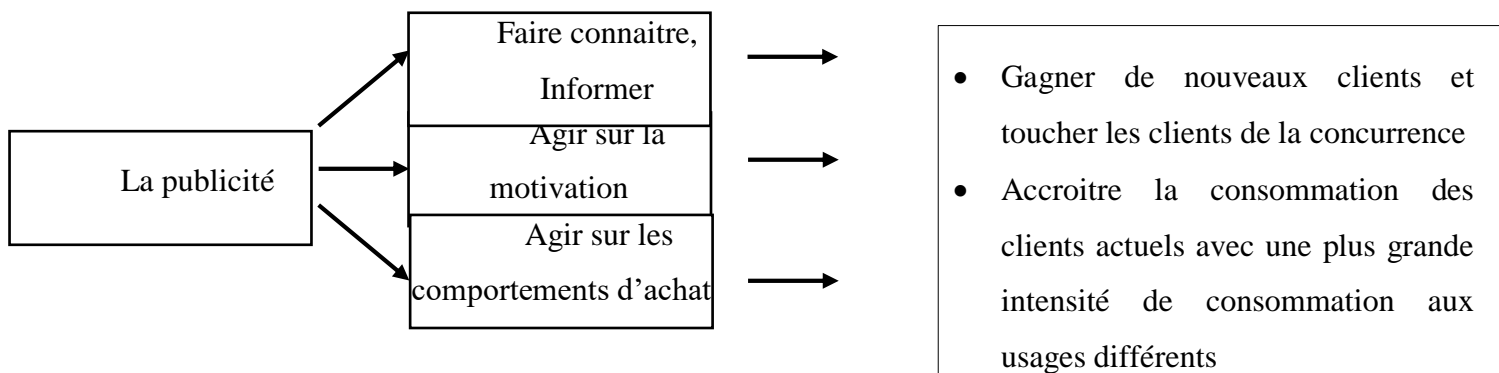 La publicité
Faire connaitre,
Informer
Agir sur la
motivation
Agir sur les
comportements d’achat
• Gagner de nouveaux clients et
toucher les clients de la concurrence
• Accroitre la consommation des
clients actuels avec une plus grande
intensité de consommation aux
usages différents